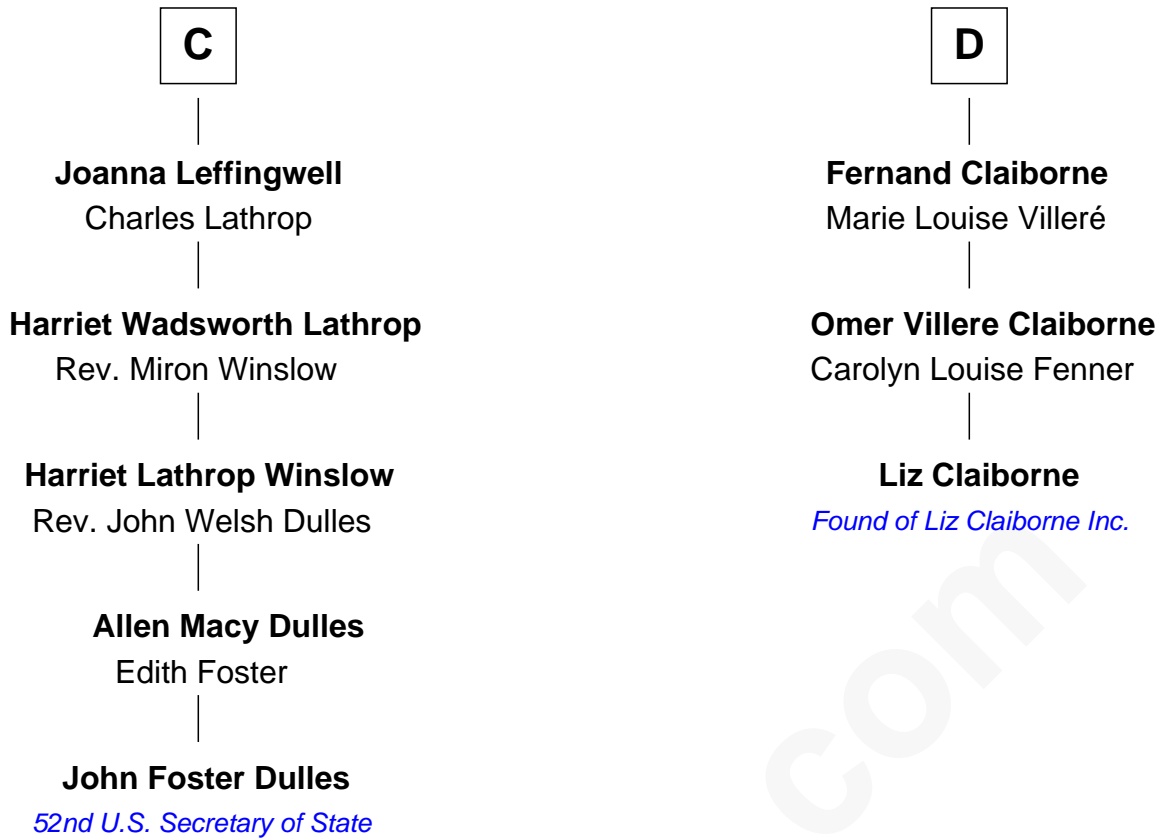 C
Joanna Leffingwell
Charles Lathrop
Harriet Wadsworth Lathrop
Rev. Miron Winslow
Harriet Lathrop Winslow
Rev. John Welsh Dulles
Allen Macy Dulles
Edith Foster
John Foster Dulles
52nd U.S. Secretary of State
D
Fernand Claiborne
Marie Louise Villeré
Omer Villere Claiborne
Carolyn Louise Fenner
Liz Claiborne
Found of Liz Claiborne Inc.
com